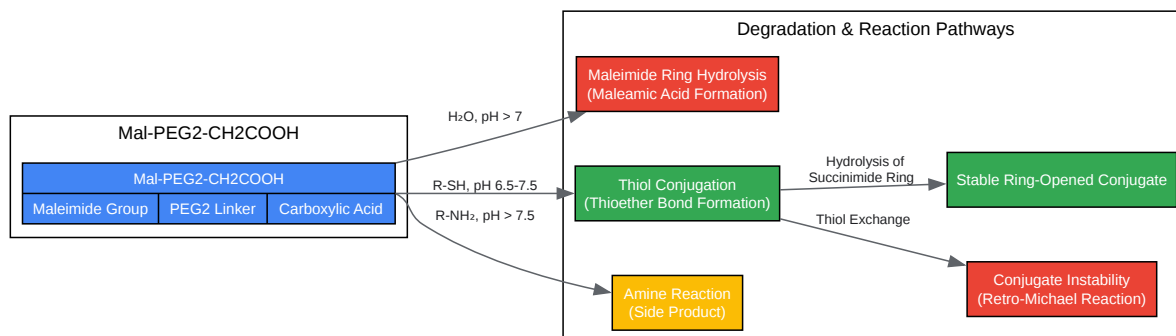 Degradation & Reaction Pathways
Maleimide Ring Hydrolysis
(Maleamic Acid Formation)
H₂O, pH > 7
Mal-PEG2-CH2COOH
Mal-PEG2-CH2COOH
Maleimide Group
PEG2 Linker
Carboxylic Acid
R-SH, pH 6.5-7.5
R-NH₂, pH > 7.5
Thiol Conjugation
(Thioether Bond Formation)
Hydrolysis of
Succinimide Ring
Stable Ring-Opened Conjugate
Thiol Exchange
Amine Reaction
(Side Product)
Conjugate Instability
(Retro-Michael Reaction)